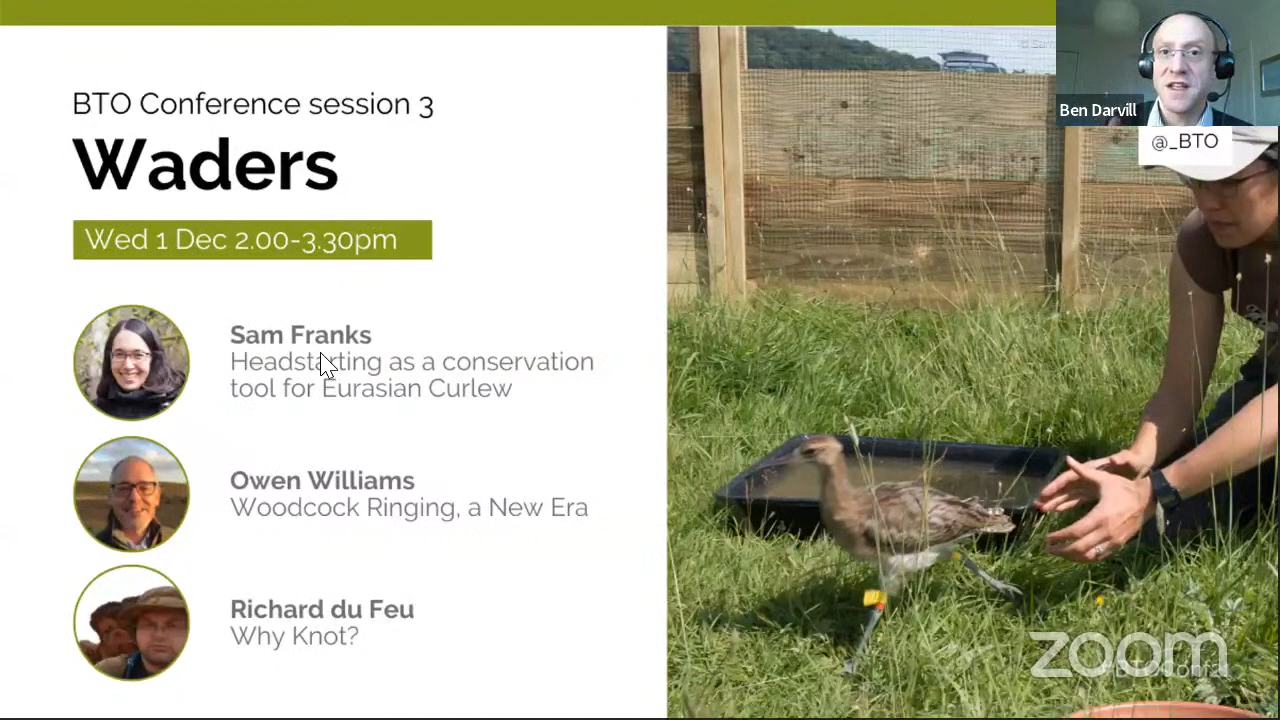 BTO Conference session 3
Waders
Wed 1 Dec 2.00-3.30pm
Sam Franks
Headstarting as a conservation
tool for Eurasian Curlew
Owen Williams
Woodcock Ringing, a New Era
Richard du Feu
Why Knot?
Ben Darvill
@_BTO
zoom